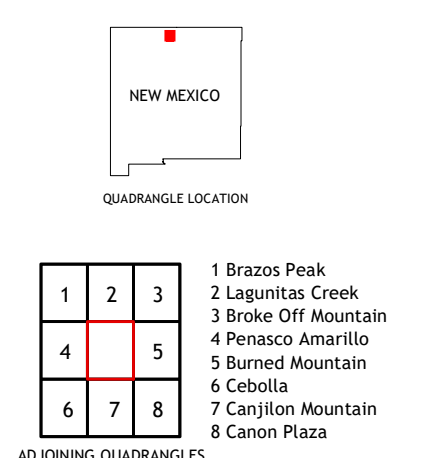 NEW MEXICO
QUADRANGLE LOCATION
1 2 3
4 5
6 7 8
1 Brazos Peak
2 Lagunitas Creek
3 Broke Off Mountain
4 Penasco Amarillo
5 Burned Mountain
6 Cebolla
7 Canjilon Mountain
8 Canon Plaza
ADJOINING QUADRANGLES